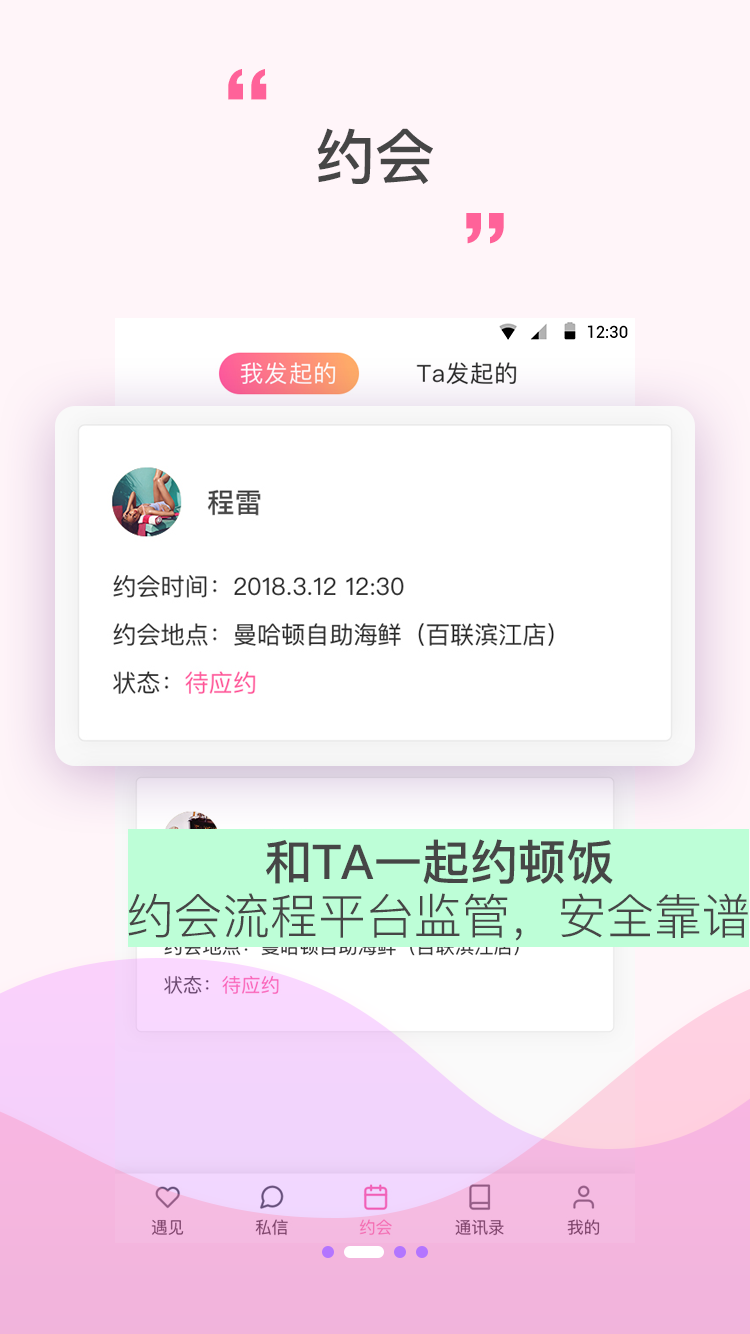 “
约会
”
12:30
我发起的 Ta发起的
程雷
约会时间：2018.3.12 12:30
约会地点：曼哈顿自助海鲜（百联滨江店）
状态：待应约
和TA一起约顿饭
约会流程平台监管，安全靠谱
约会地点：曼哈顿自助海鲜（百联滨江店）
状态：待应约
遇见 私信 约会 通讯录 我的